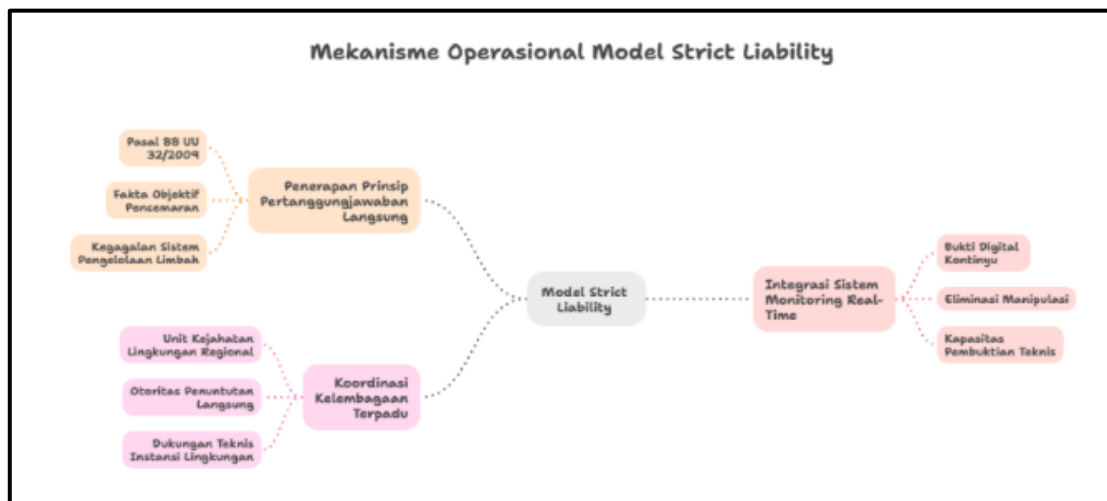 Mekanisme Operasional Model Strict Liability
Pasal 88 UU
32/2009
Fakta Objektif
Pencemaran
Kegagalan Sistem
Pengelolaan Limbah
Penerapan Prinsip
Pertanggungjawaban
Langsung
Unit Kejahatan
Lingkungan Regional
Otoritas Penuntutan
Langsung
Dukungan Teknis
Instansi Lingkungan
Koordinasi
Kelembagaan
Terpadu
Model Strict
Liability
Integrasi Sistem
Monitoring Real-
Time
Bukti Digital
Kontinyu
Eliminasi Manipulasi
Kapasitas
Pembuktian Teknis